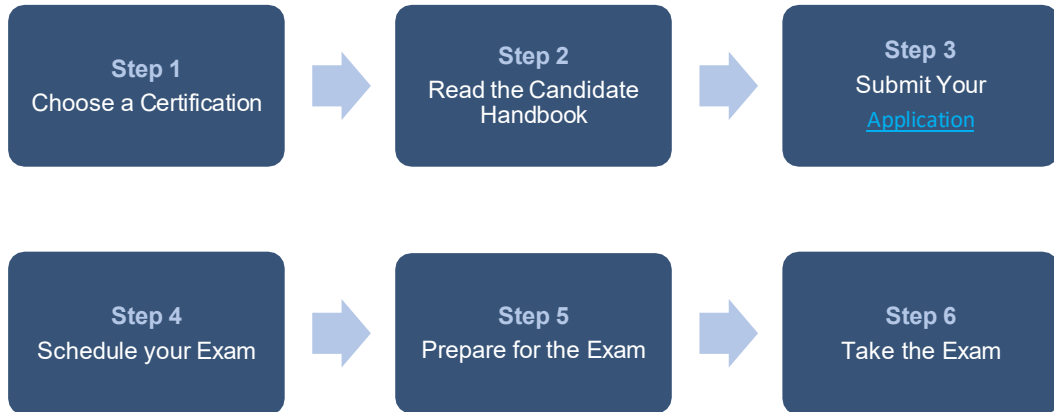 Step 1
Choose a Certification
Step 2
Read the Candidate
Handbook
Step 3
Submit Your
Application
Step 4
Schedule your Exam
Step 5
Prepare for the Exam
Step 6
Take the Exam